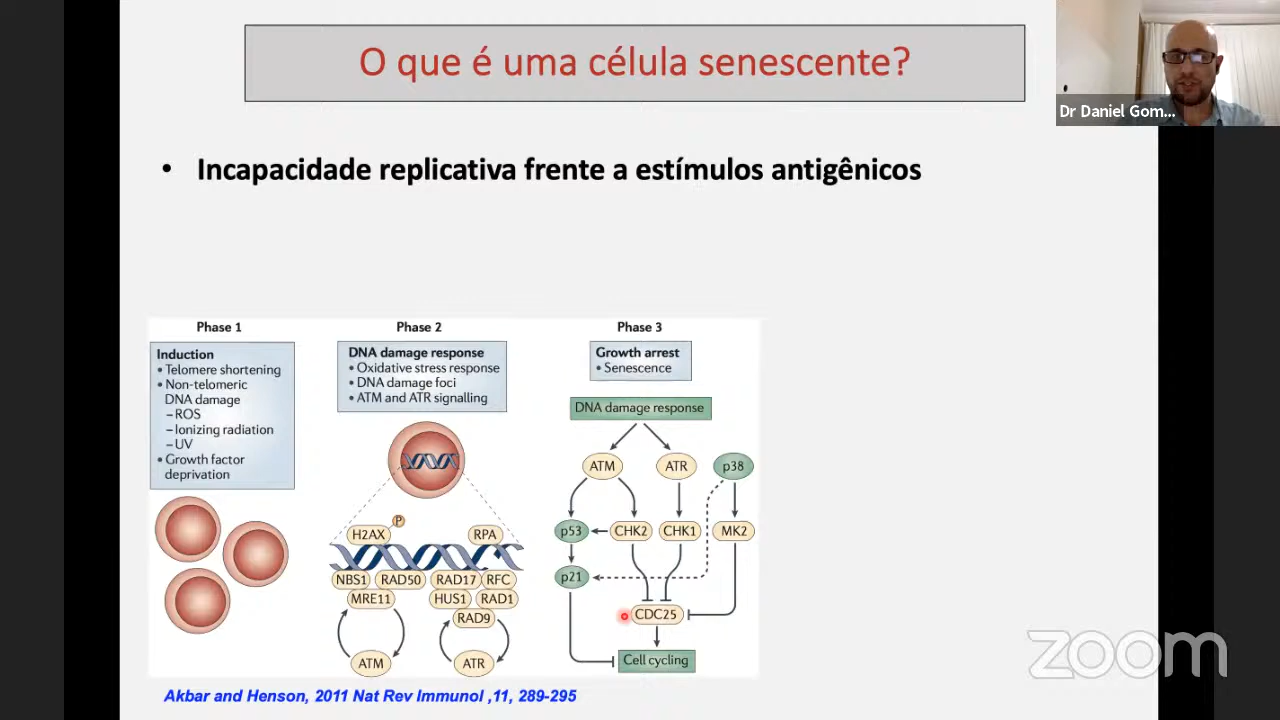 O que é uma célula senescente?
Dr Daniel Gom...
• Incapacidade replicativa frente a estímulos antigênicos
Phase 1
Induction
• Telomere shortening
• Non-telomeric
DNA damage
– ROS
– Ionizing radiation
– UV
• Growth factor
deprivation
Phase 2
DNA damage response
• Oxidative stress response
• DNA damage foci
• ATM and ATR signalling
P
H2AX
RPA
NBS1
RAD50
RAD17
RFC
MRE11
HUS1
RAD1
RAD9
ATM
ATR
Phase 3
Growth arrest
• Senescence
DNA damage response
ATM
ATR
p38
p53
CHK2
CHK1
MK2
p21
CDC25
Cell cycling
zoom
Akbar and Henson, 2011 Nat Rev Immunol ,11, 289-295